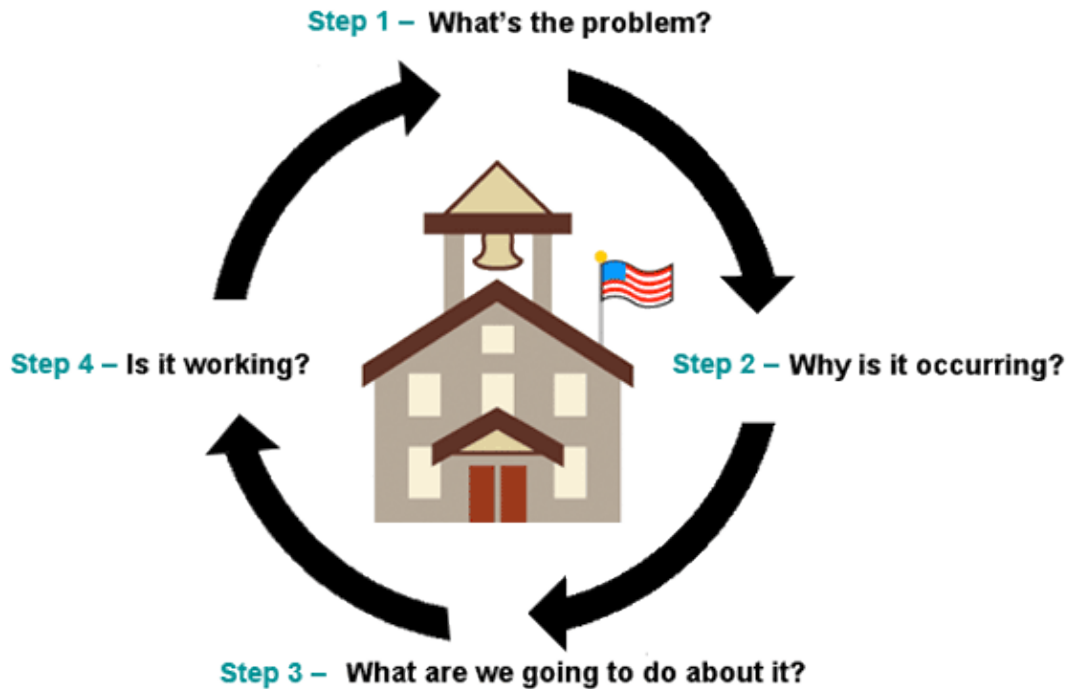 Step 1 – What's the problem?
Step 4 – Is it working?
Step 2 – Why is it occurring?
Step 3 – What are we going to do about it?